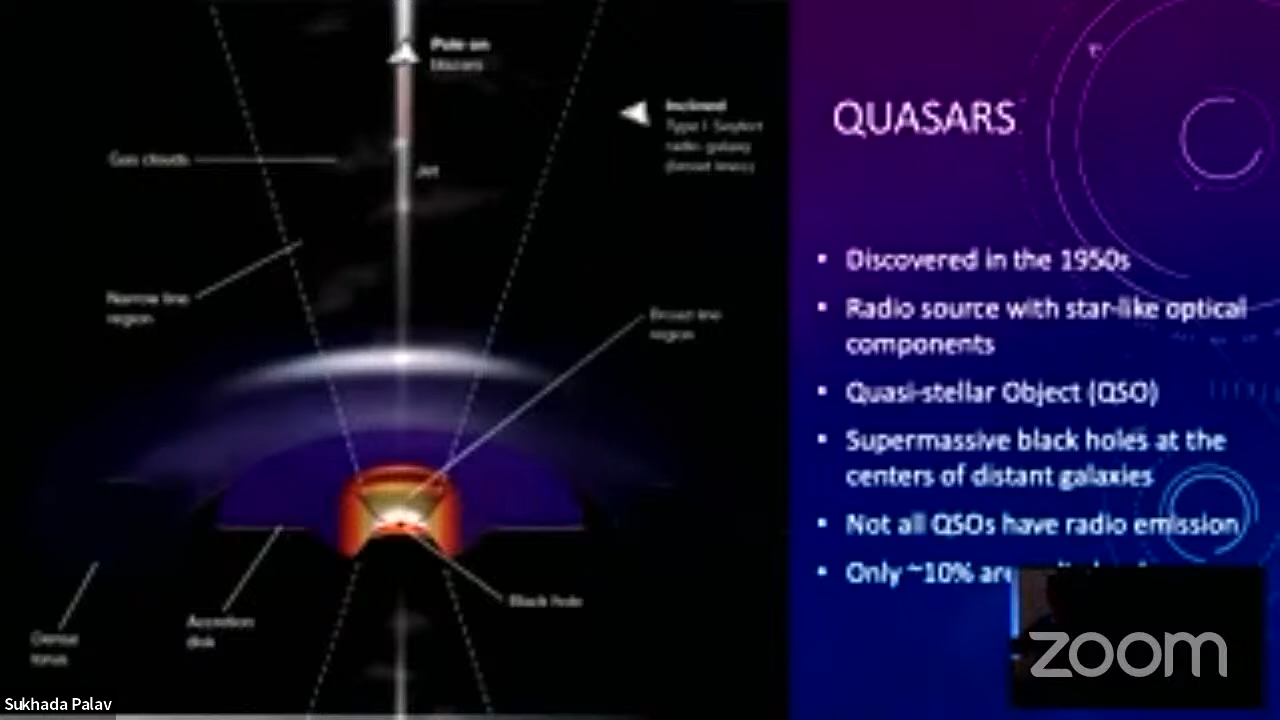 Pole on
blazars
Inclined
Type I Seyfert
radio galaxy
(broad lines)
Gas clouds
Jet
Narrow line
region
Broad line
region
Black hole
Accretion
disk
Dense
torus
QUASARS
• Discovered in the 1950s
• Radio source with star-like optical
components
• Quasi-stellar Object (QSO)
• Supermassive black holes at the
centers of distant galaxies
• Not all QSOs have radio emission
• Only ~10% are
zoom
Sukhada Palav